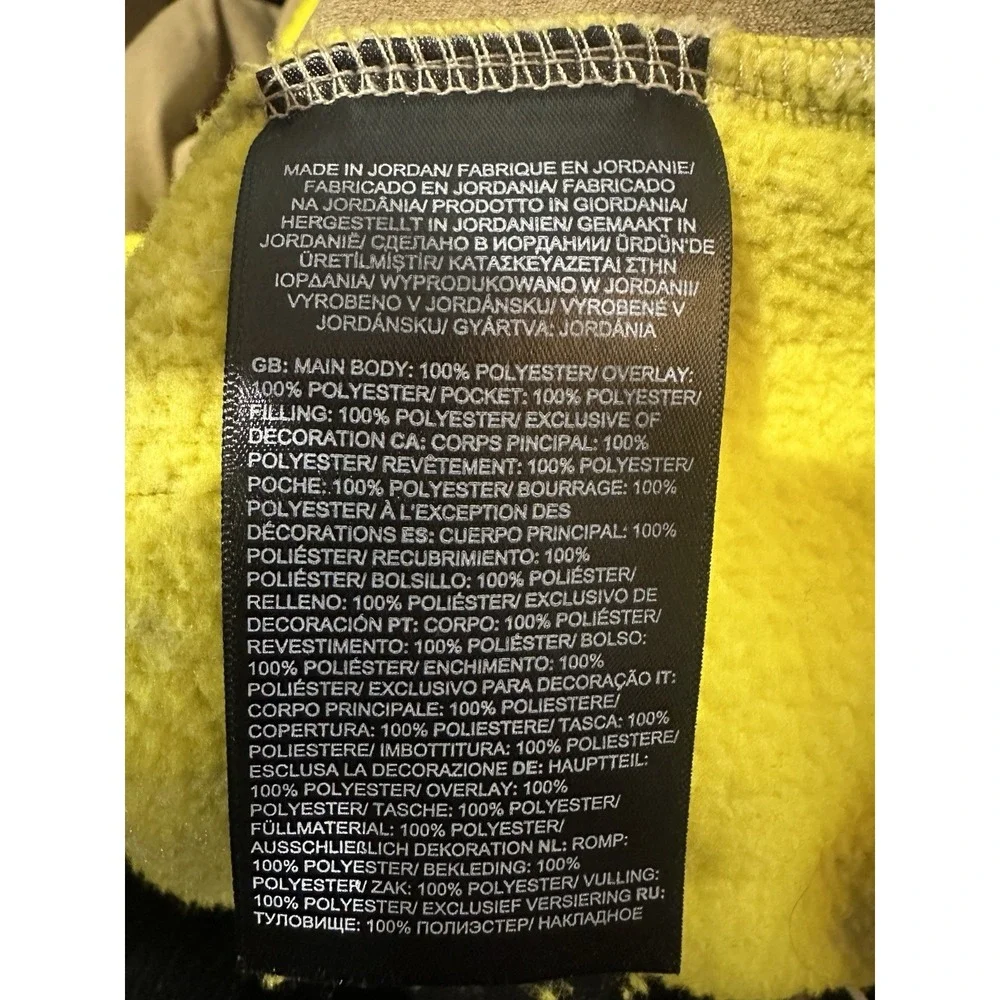 MADE IN JORDAN/ FABRIQUE EN JORDANIE/
FABRICADO EN JORDANIA/ FABRICADO
NA JORDÂNIA/ PRODOTTO IN GIORDANIA/
HERGESTELLT IN JORDANIEN/ GEMAAKT IN
JORDANIË/ СДЕЛАНО В ИОРДАНИИ/ ÜRDÜN'DE
ÜRETİLMİŞTİR/ ΚΑΤΑΣΚΕΥΑΖΕΤΑΙ ΣΤΗΝ
ΙΟΡΔΑΝΙΑ/ WYPRODUKOWANO W JORDANII/
VYROBENO V JORDÁNSKU/ VYROBENÉ V
JORDÁNSKU/ GYÁRTVA: JORDÁNIA
GB: MAIN BODY: 100% POLYESTER/ OVERLAY:
100% POLYESTER/ POCKET: 100% POLYESTER/
FILLING: 100% POLYESTER/ EXCLUSIVE OF
DECORATION CA: CORPS PINCIPAL: 100%
POLYESTER/ REVÊTEMENT: 100% POLYESTER/
POCHE: 100% POLYESTER/ BOURRAGE: 100%
POLYESTER/ À L'EXCEPTION DES
DÉCORATIONS ES: CUERPO PRINCIPAL: 100%
POLIÉSTER/ RECUBRIMIENTO: 100%
POLIÉSTER/ BOLSILLO: 100% POLIÉSTER/
RELLENO: 100% POLIÉSTER/ EXCLUSIVO DE
DECORACIÓN PT: CORPO: 100% POLIÉSTER/
REVESTIMENTO: 100% POLIÉSTER/ BOLSO:
100% POLIÉSTER/ ENCHIMENTO: 100%
POLIÉSTER/ EXCLUSIVO PARA DECORAÇÃO IT:
CORPO PRINCIPALE: 100% POLIESTERE/
COPERTURA: 100% POLIESTERE/ TASCA: 100%
POLIESTERE/ IMBOTTITURA: 100% POLIESTERE/
ESCLUSA LA DECORAZIONE DE: HAUPTTEIL:
100% POLYESTER/ OVERLAY: 100%
POLYESTER/ TASCHE: 100% POLYESTER/
FÜLLMATERIAL: 100% POLYESTER/
AUSSCHLIEßLICH DEKORATION NL: ROMP:
100% POLYESTER/ BEKLEDING: 100%
POLYESTER/ ZAK: 100% POLYESTER/ VULLING:
100% POLYESTER/ EXCLUSIEF VERSIERING RU:
ТУЛОВИЩЕ: 100% ПОЛИЭСТЕР/ НАКЛАДНОЕ